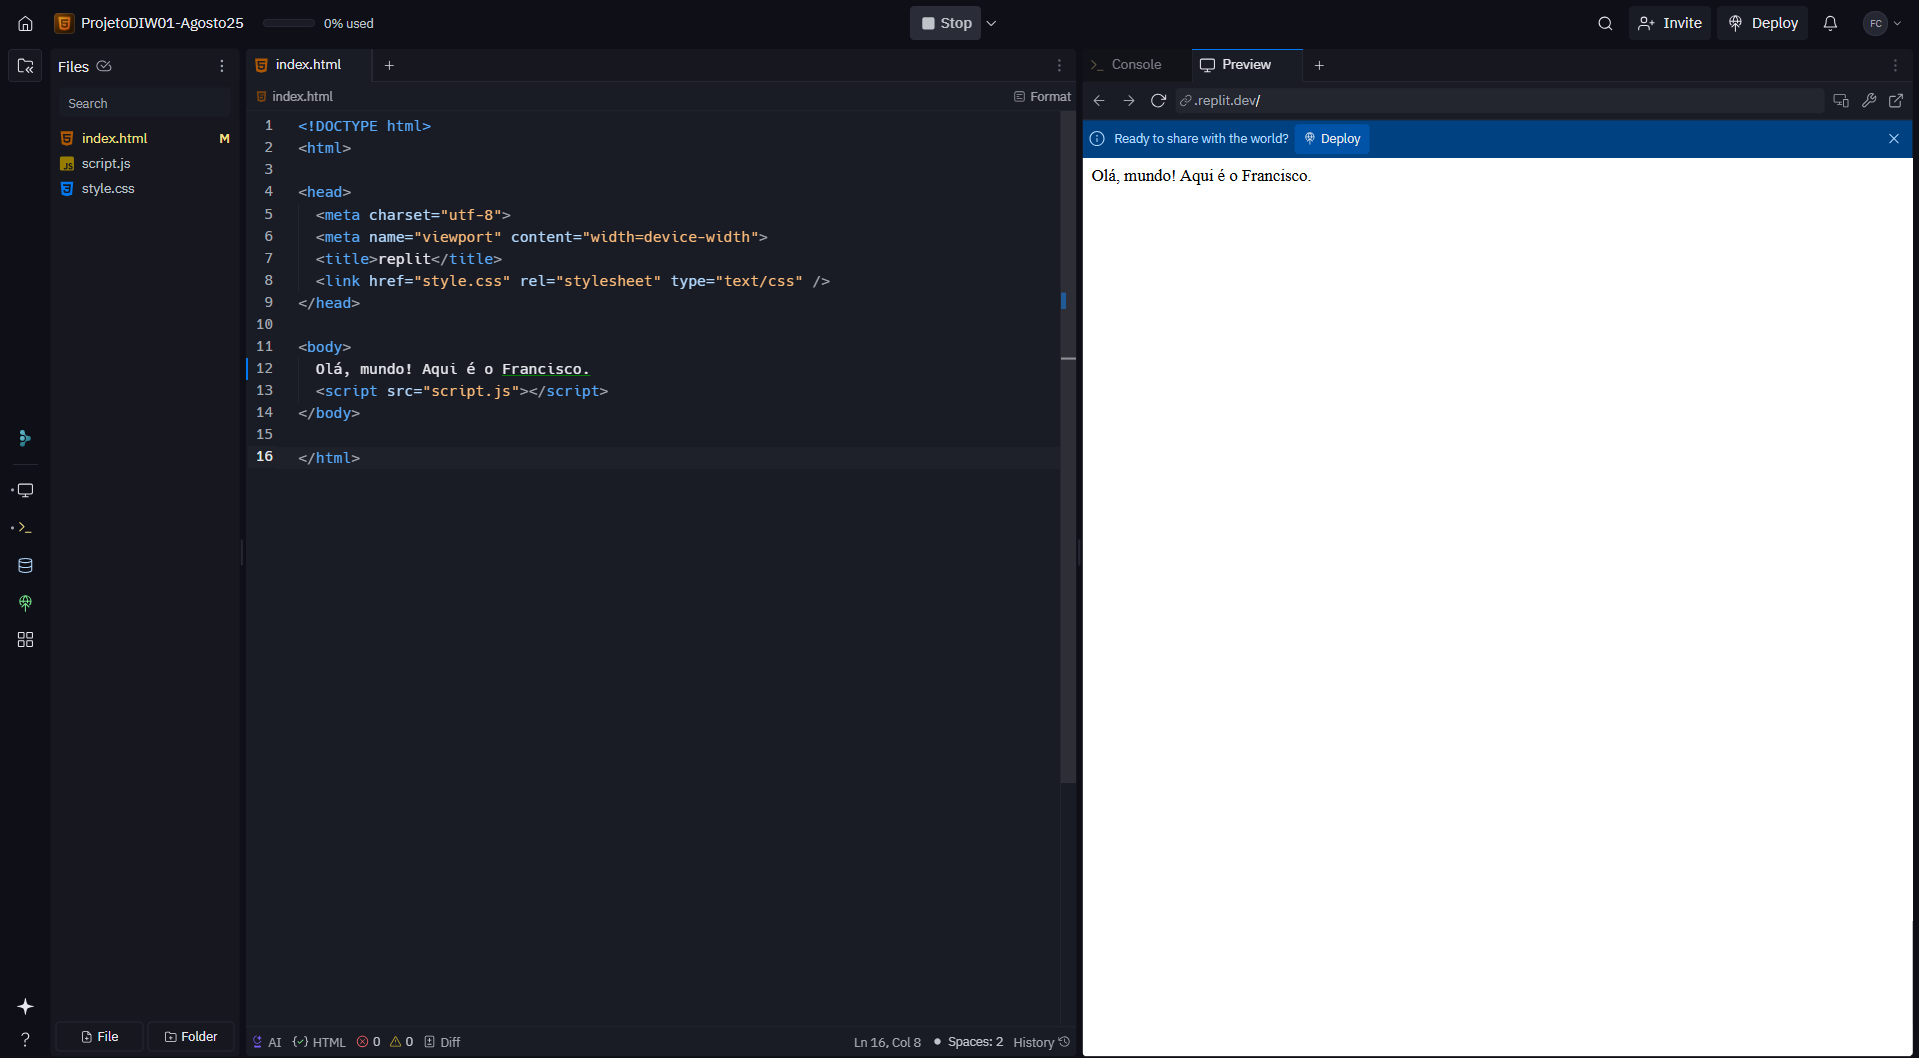 ProjetoDIW01-Agosto25
0% used
Stop
Invite
Deploy
FC
Files
Search
index.html M
script.js
style.css
File
Folder
index.html
index.html
Format
1 <!DOCTYPE html>
2 <html>
3
4 <head>
5 <meta charset="utf-8">
6 <meta name="viewport" content="width=device-width">
7 <title>replit</title>
8 <link href="style.css" rel="stylesheet" type="text/css" />
9 </head>
10
11 <body>
12 Olá, mundo! Aqui é o Francisco.
13 <script src="script.js"></script>
14 </body>
15
16 </html>
AI
HTML
0
0
Diff
Ln 16, Col 8
Spaces: 2
History
Console
Preview
.replit.dev/
Ready to share with the world?
Deploy
Olá, mundo! Aqui é o Francisco.